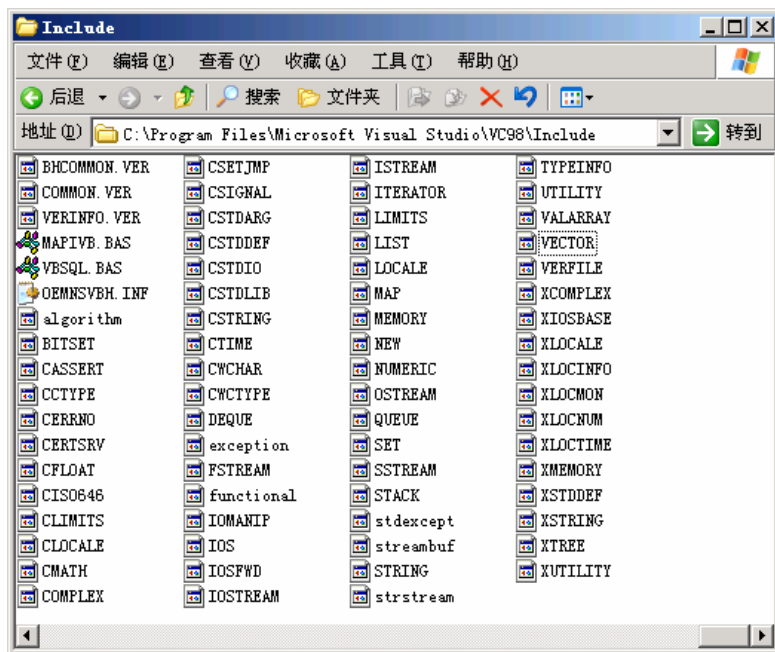 Include
文件(F) 编辑(E) 查看(V) 收藏(A) 工具(T) 帮助(H)
后退 搜索 文件夹
地址(D) C:\Program Files\Microsoft Visual Studio\VC98\Include 转到
BHCOMMON.VER CSETJMP ISTREAM TYPEINFO
COMMON.VER CSIGNAL ITERATOR UTILITY
VERINFO.VER CSTDARG LIMITS VALARRAY
MAPIVB.BAS CSTDDEF LIST VECTOR
VBSQL.BAS CSTDIO LOCALE VERFILE
OEMNSVBH.INF CSTDLIB MAP XCOMPLEX
algorithm CSTRING MEMORY XIOSBASE
BITSET CTIME NEW XLOCALE
CASSERT CWCHAR NUMERIC XLOCINFO
CCTYPE CWCTYPE OSTREAM XLOCMON
CERRNO DEQUE QUEUE XLOCNUM
CERTSRV exception SET XLOCTIME
CFLOAT FSTREAM SSTREAM XMEMORY
CISO646 functional STACK XSTDDEF
CLIMITS IOMANIP stdexcept XSTRING
CLOCALE IOS streambuf XTREE
CMATH IOSFWD STRING XUTILITY
COMPLEX IOSTREAM strstream